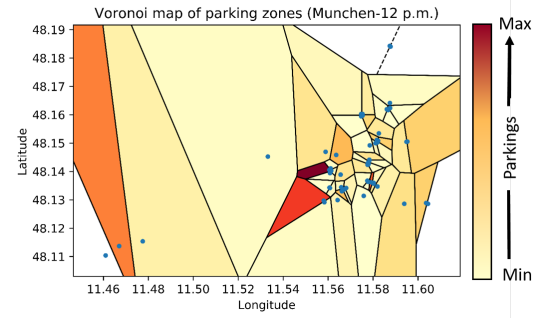 Voronoi map of parking zones (Munchen-12 p.m.)
48.19
48.18
48.17
48.16
48.15
48.14
48.13
48.12
48.11
Latitude
11.46 11.48 11.50 11.52 11.54 11.56 11.58 11.60
Longitude
Max
Parkings
Min